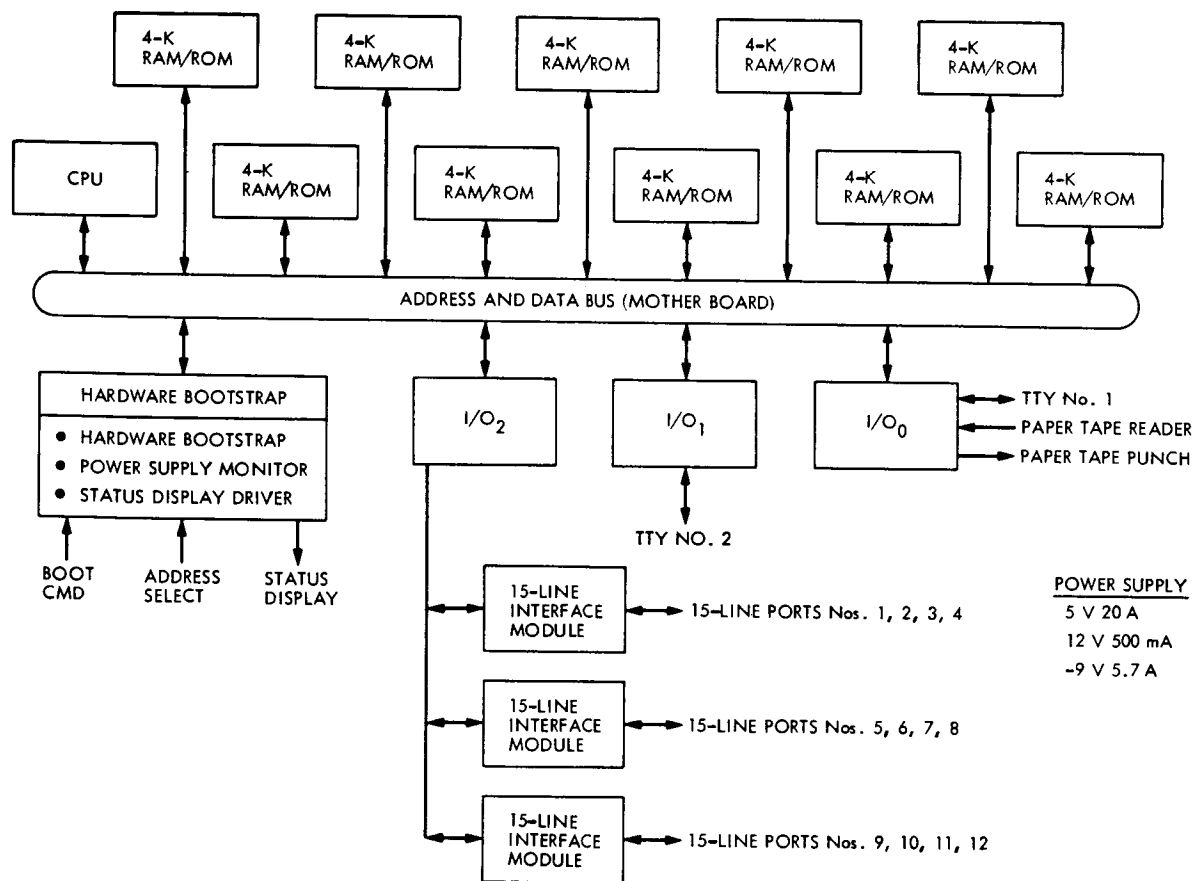 4-K
RAM/ROM
4-K
RAM/ROM
4-K
RAM/ROM
4-K
RAM/ROM
4-K
RAM/ROM
CPU
4-K
RAM/ROM
4-K
RAM/ROM
4-K
RAM/ROM
4-K
RAM/ROM
4-K
RAM/ROM
ADDRESS AND DATA BUS (MOTHER BOARD)
HARDWARE BOOTSTRAP
• HARDWARE BOOTSTRAP
• POWER SUPPLY MONITOR
• STATUS DISPLAY DRIVER
BOOT
CMD
ADDRESS
SELECT
STATUS
DISPLAY
I/O2
I/O1
TTY NO. 2
I/O0
TTY No. 1
PAPER TAPE READER
PAPER TAPE PUNCH
15-LINE
INTERFACE
MODULE
15-LINE PORTS Nos. 1, 2, 3, 4
15-LINE
INTERFACE
MODULE
15-LINE PORTS Nos. 5, 6, 7, 8
15-LINE
INTERFACE
MODULE
15-LINE PORTS Nos. 9, 10, 11, 12
POWER SUPPLY
5 V 20 A
12 V 500 mA
-9 V 5.7 A